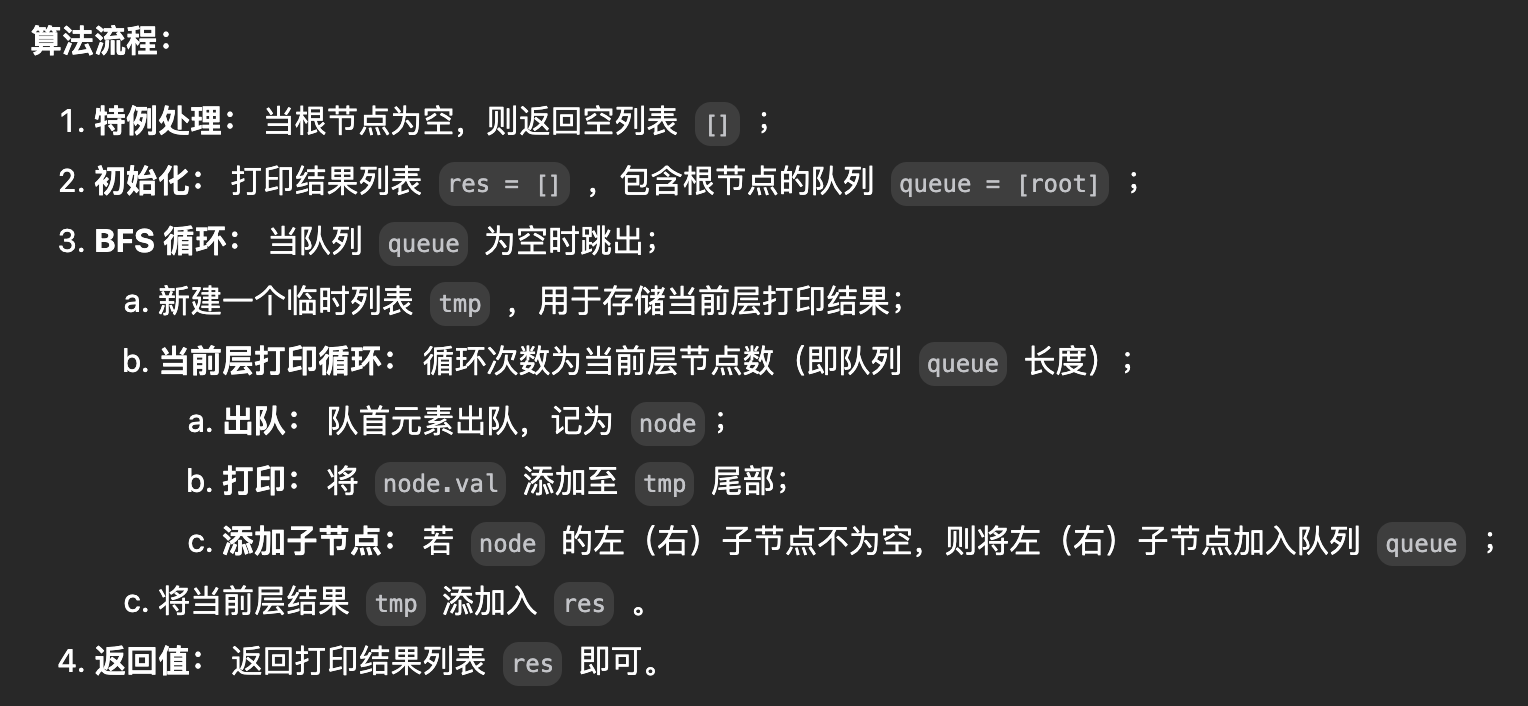 算法流程：
1. 特例处理： 当根节点为空，则返回空列表 [] ；
2. 初始化： 打印结果列表 res = [] ，包含根节点的队列 queue = [root] ；
3. BFS 循环： 当队列 queue 为空时跳出；
a. 新建一个临时列表 tmp ，用于存储当前层打印结果；
b. 当前层打印循环： 循环次数为当前层节点数（即队列 queue 长度）；
a. 出队： 队首元素出队，记为 node ；
b. 打印： 将 node.val 添加至 tmp 尾部；
c. 添加子节点： 若 node 的左（右）子节点不为空，则将左（右）子节点加入队列 queue ；
c. 将当前层结果 tmp 添加入 res 。
4. 返回值： 返回打印结果列表 res 即可。